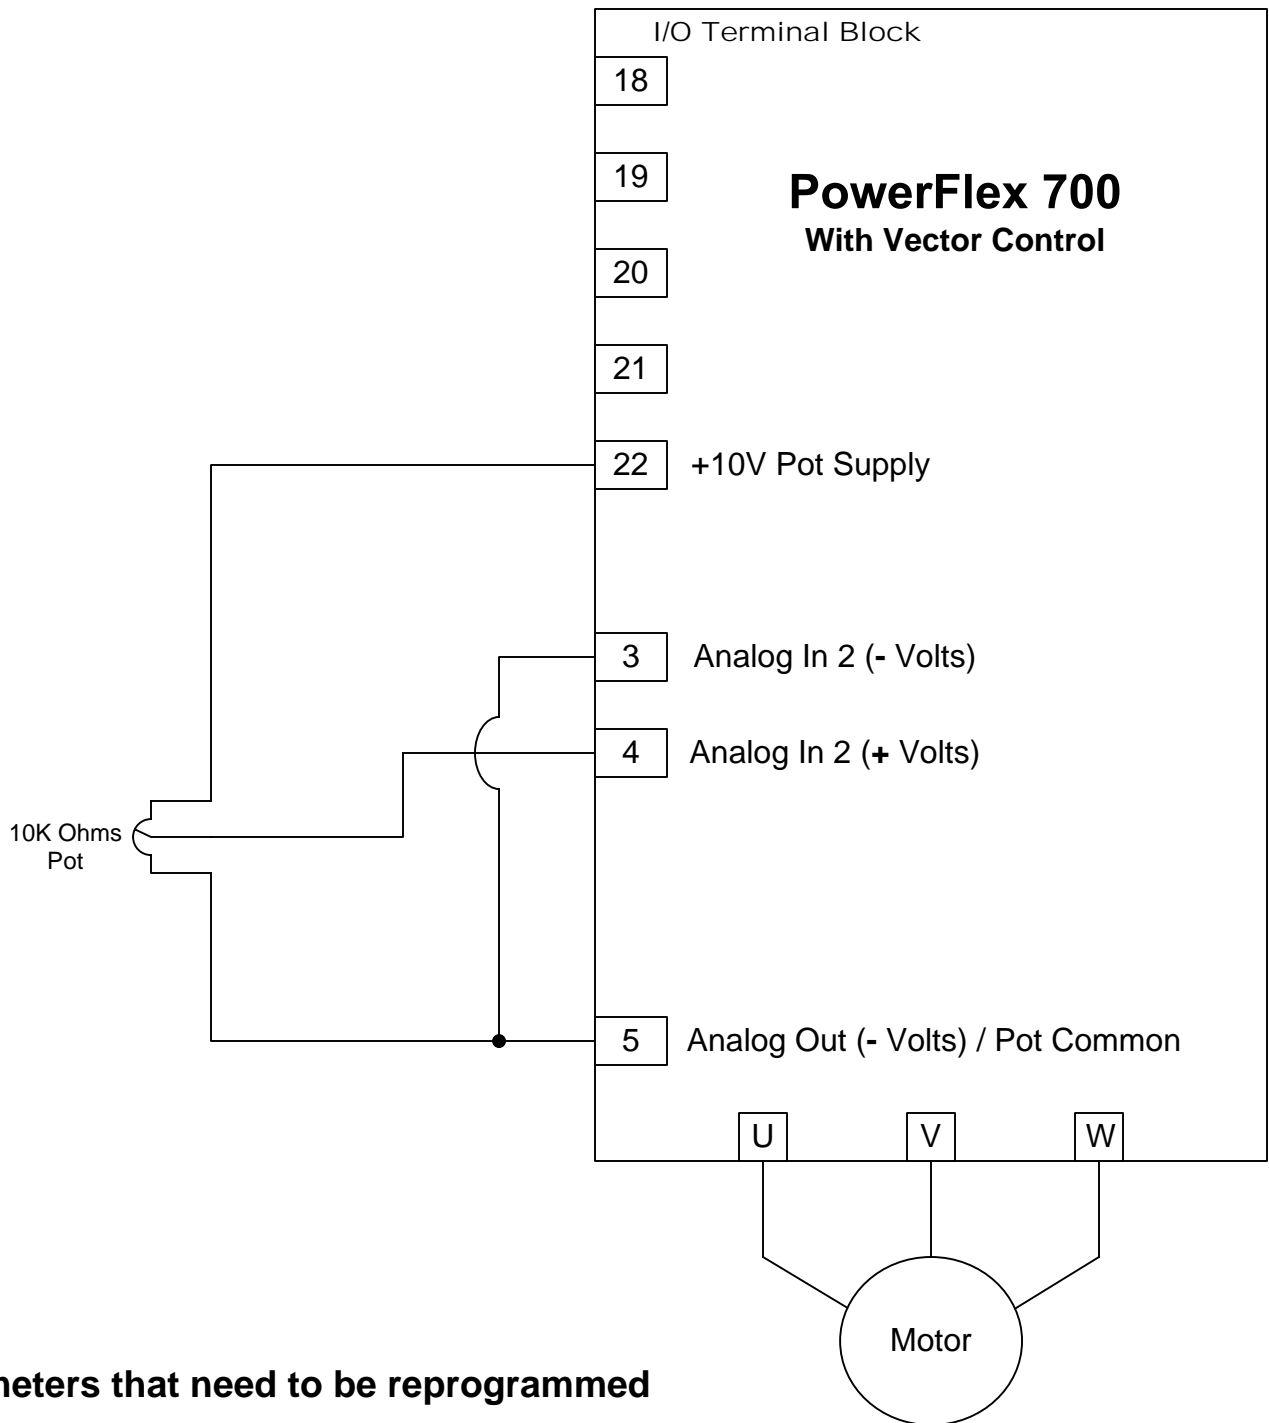 I/O Terminal Block
18
19
PowerFlex 700
With Vector Control
20
21
22 +10V Pot Supply
3 Analog In 2 (- Volts)
4 Analog In 2 (+ Volts)
10K Ohms
Pot
5 Analog Out (- Volts) / Pot Common
U V W
Motor
that need to be reprogrammed